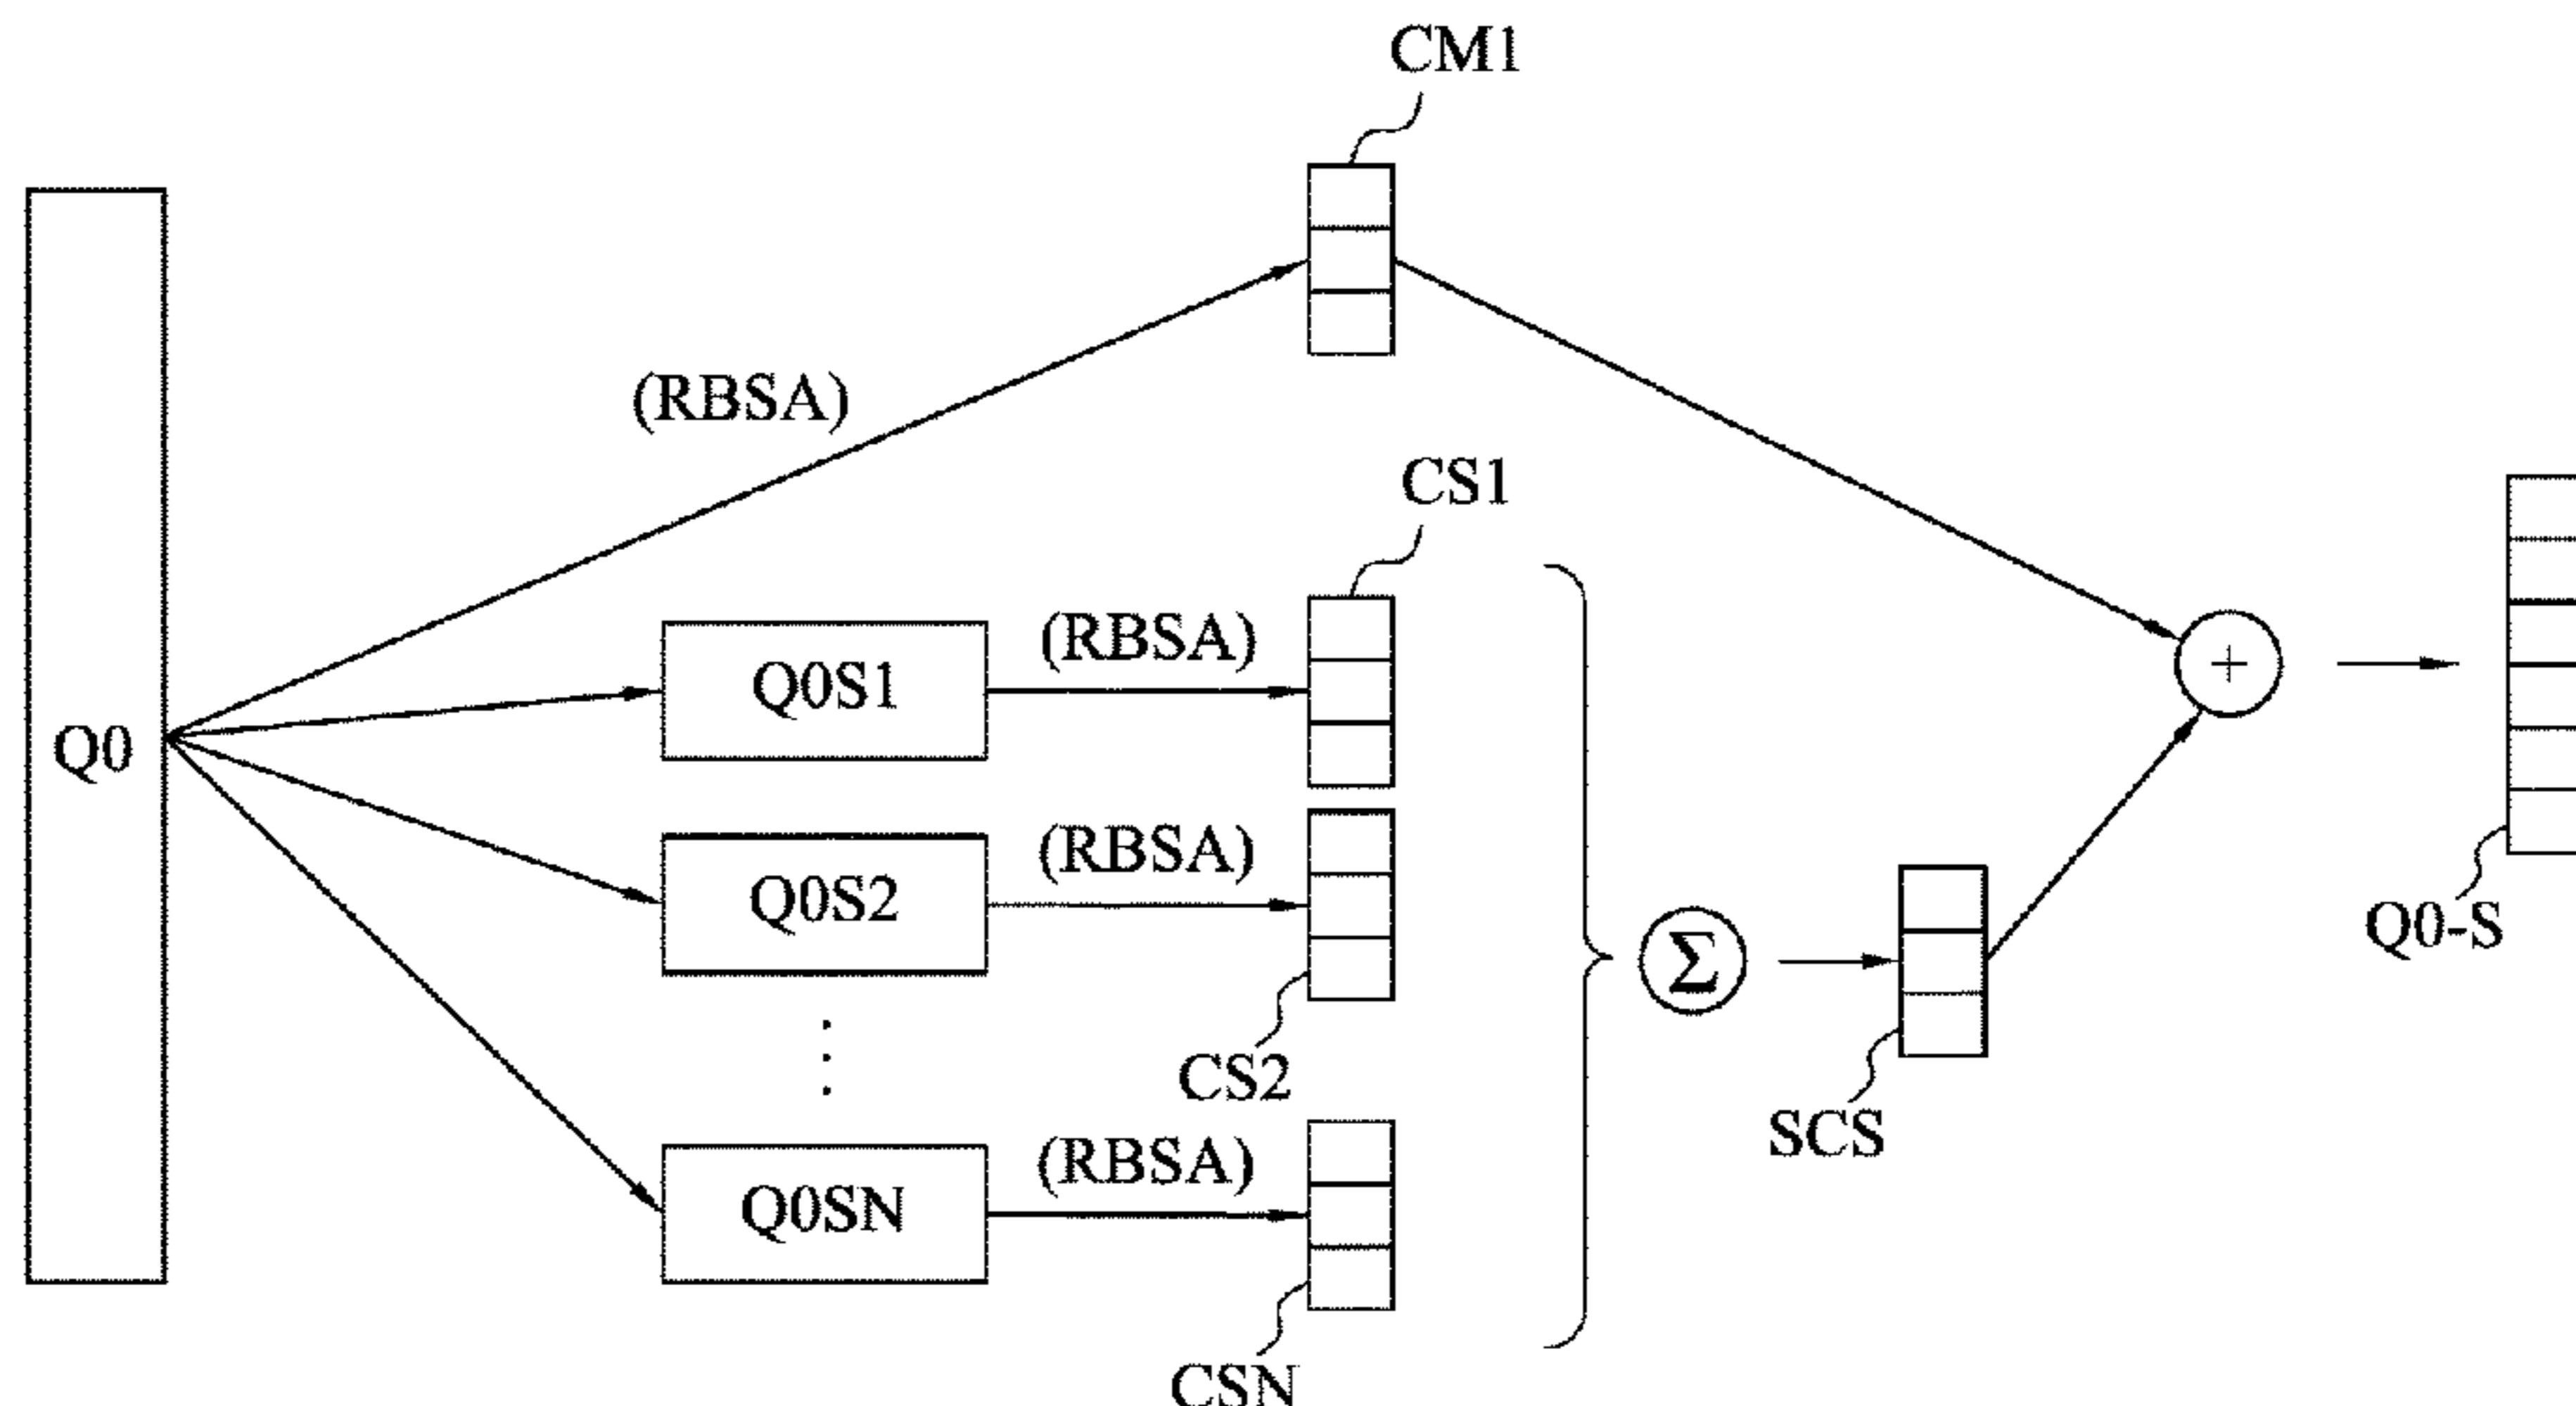 CM1
(RBSA)
CS1
Q0
Q0S1
(RBSA)
+
Q0S2
(RBSA)
Q0-S
Σ
CS2
SCS
Q0SN
(RBSA)
CSN